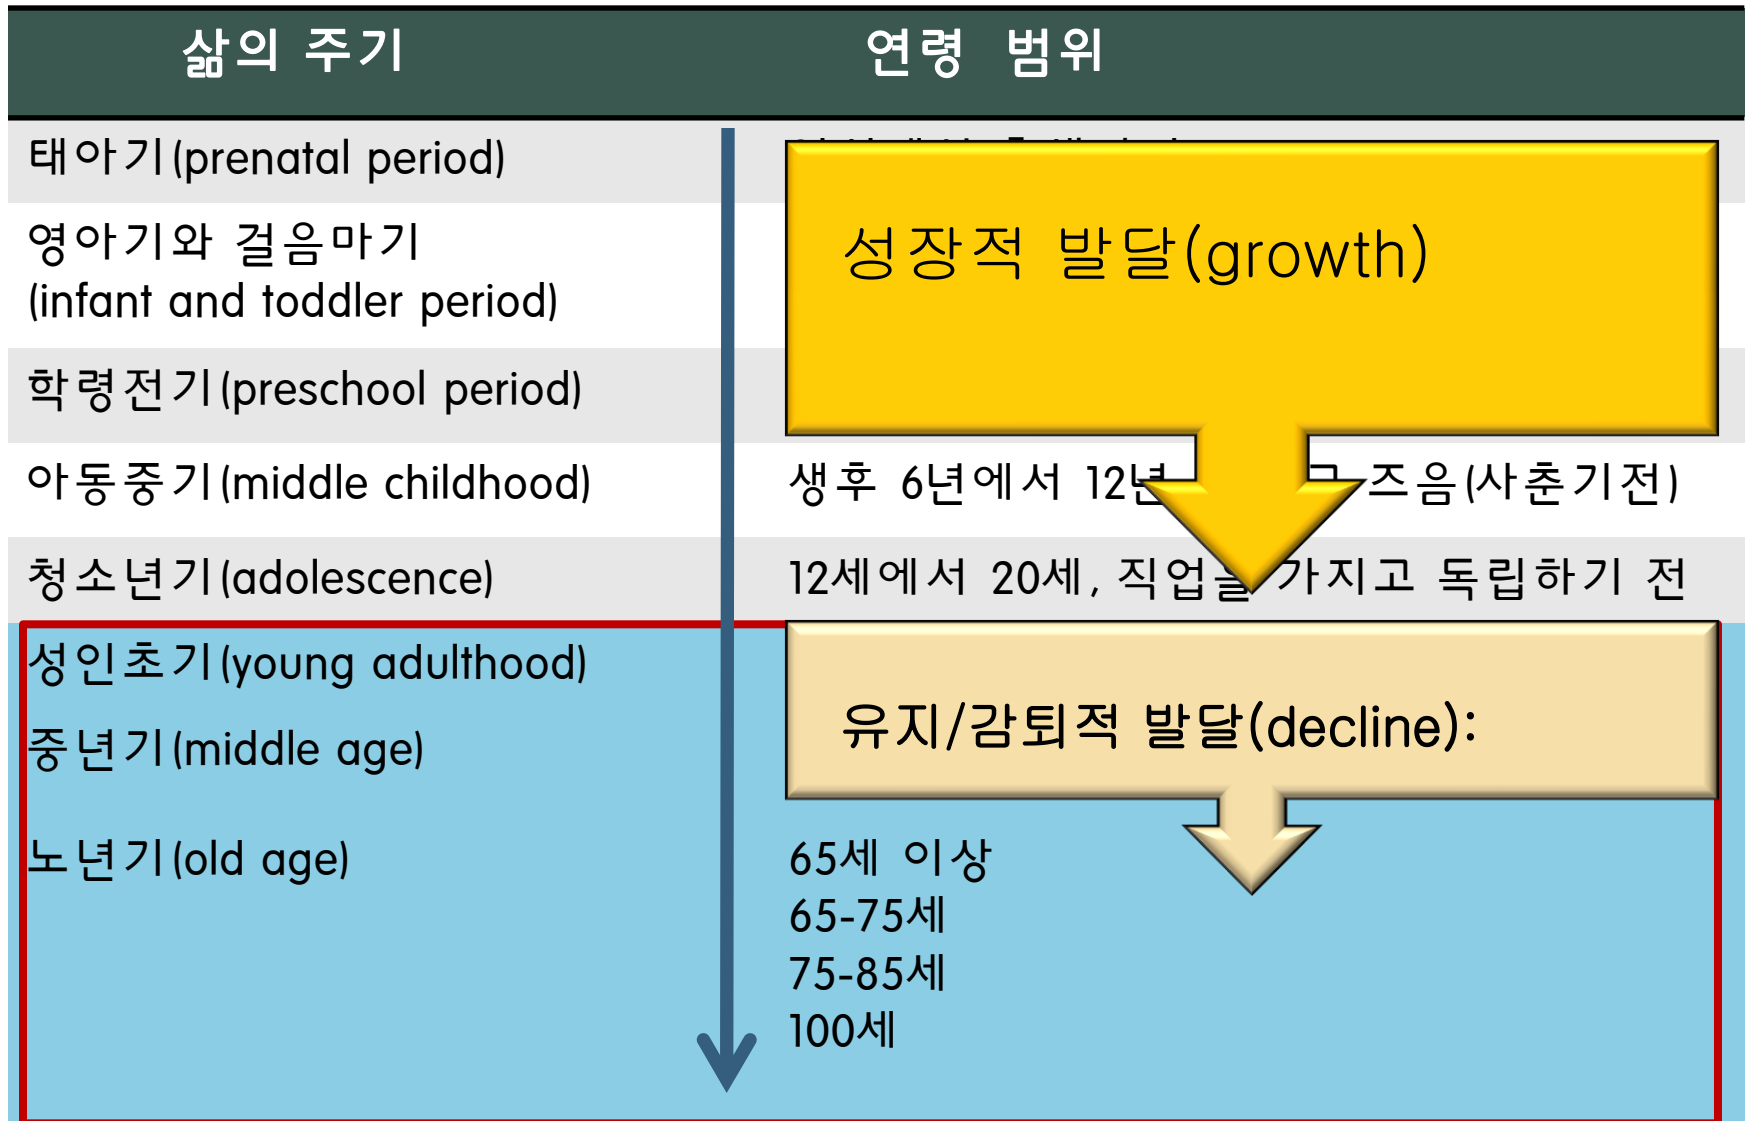 삶의 주기
연령 범위
태아기(prenatal period)
영아기와 걸음마기
(infant and toddler period)
성장적 발달(growth)
학령전기(preschool period)
아동중기(middle childhood)
생후 6년에서 12년 즈음(사춘기전)
청소년기(adolescence)
12세에서 20세, 직업을 가지고 독립하기 전
성인초기(young adulthood)
유지/감퇴적 발달(decline):
중년기(middle age)
노년기(old age)
65세 이상
65-75세
75-85세
100세